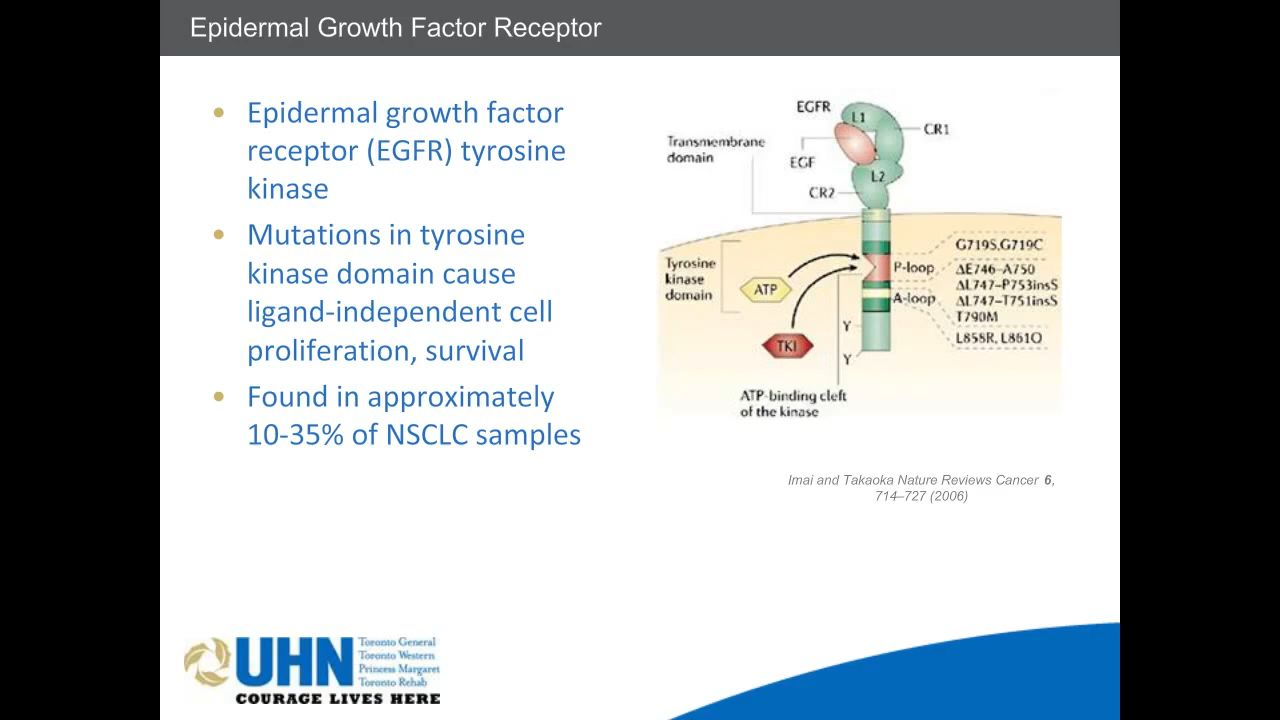 Epidermal Growth Factor Receptor
• Epidermal growth factor
receptor (EGFR) tyrosine
kinase
• Mutations in tyrosine
kinase domain cause
ligand-independent cell
proliferation, survival
• Found in approximately
10-35% of NSCLC samples
EGFR
L1
CR1
Transmembrane
domain
EGF
L2
CR2
Tyrosine
kinase
domain
ATP
TKI
P-loop
A-loop
Y
Y
G719S,G719C
ΔE746–A750
ΔL747–P753insS
ΔL747–T751insS
T790M
L858R, L861Q
ATP-binding cleft
of the kinase
Imai and Takaoka Nature Reviews Cancer 6,
714–727 (2006)
UHN
Toronto General
Toronto Western
Princess Margaret
Toronto Rehab
COURAGE LIVES HERE